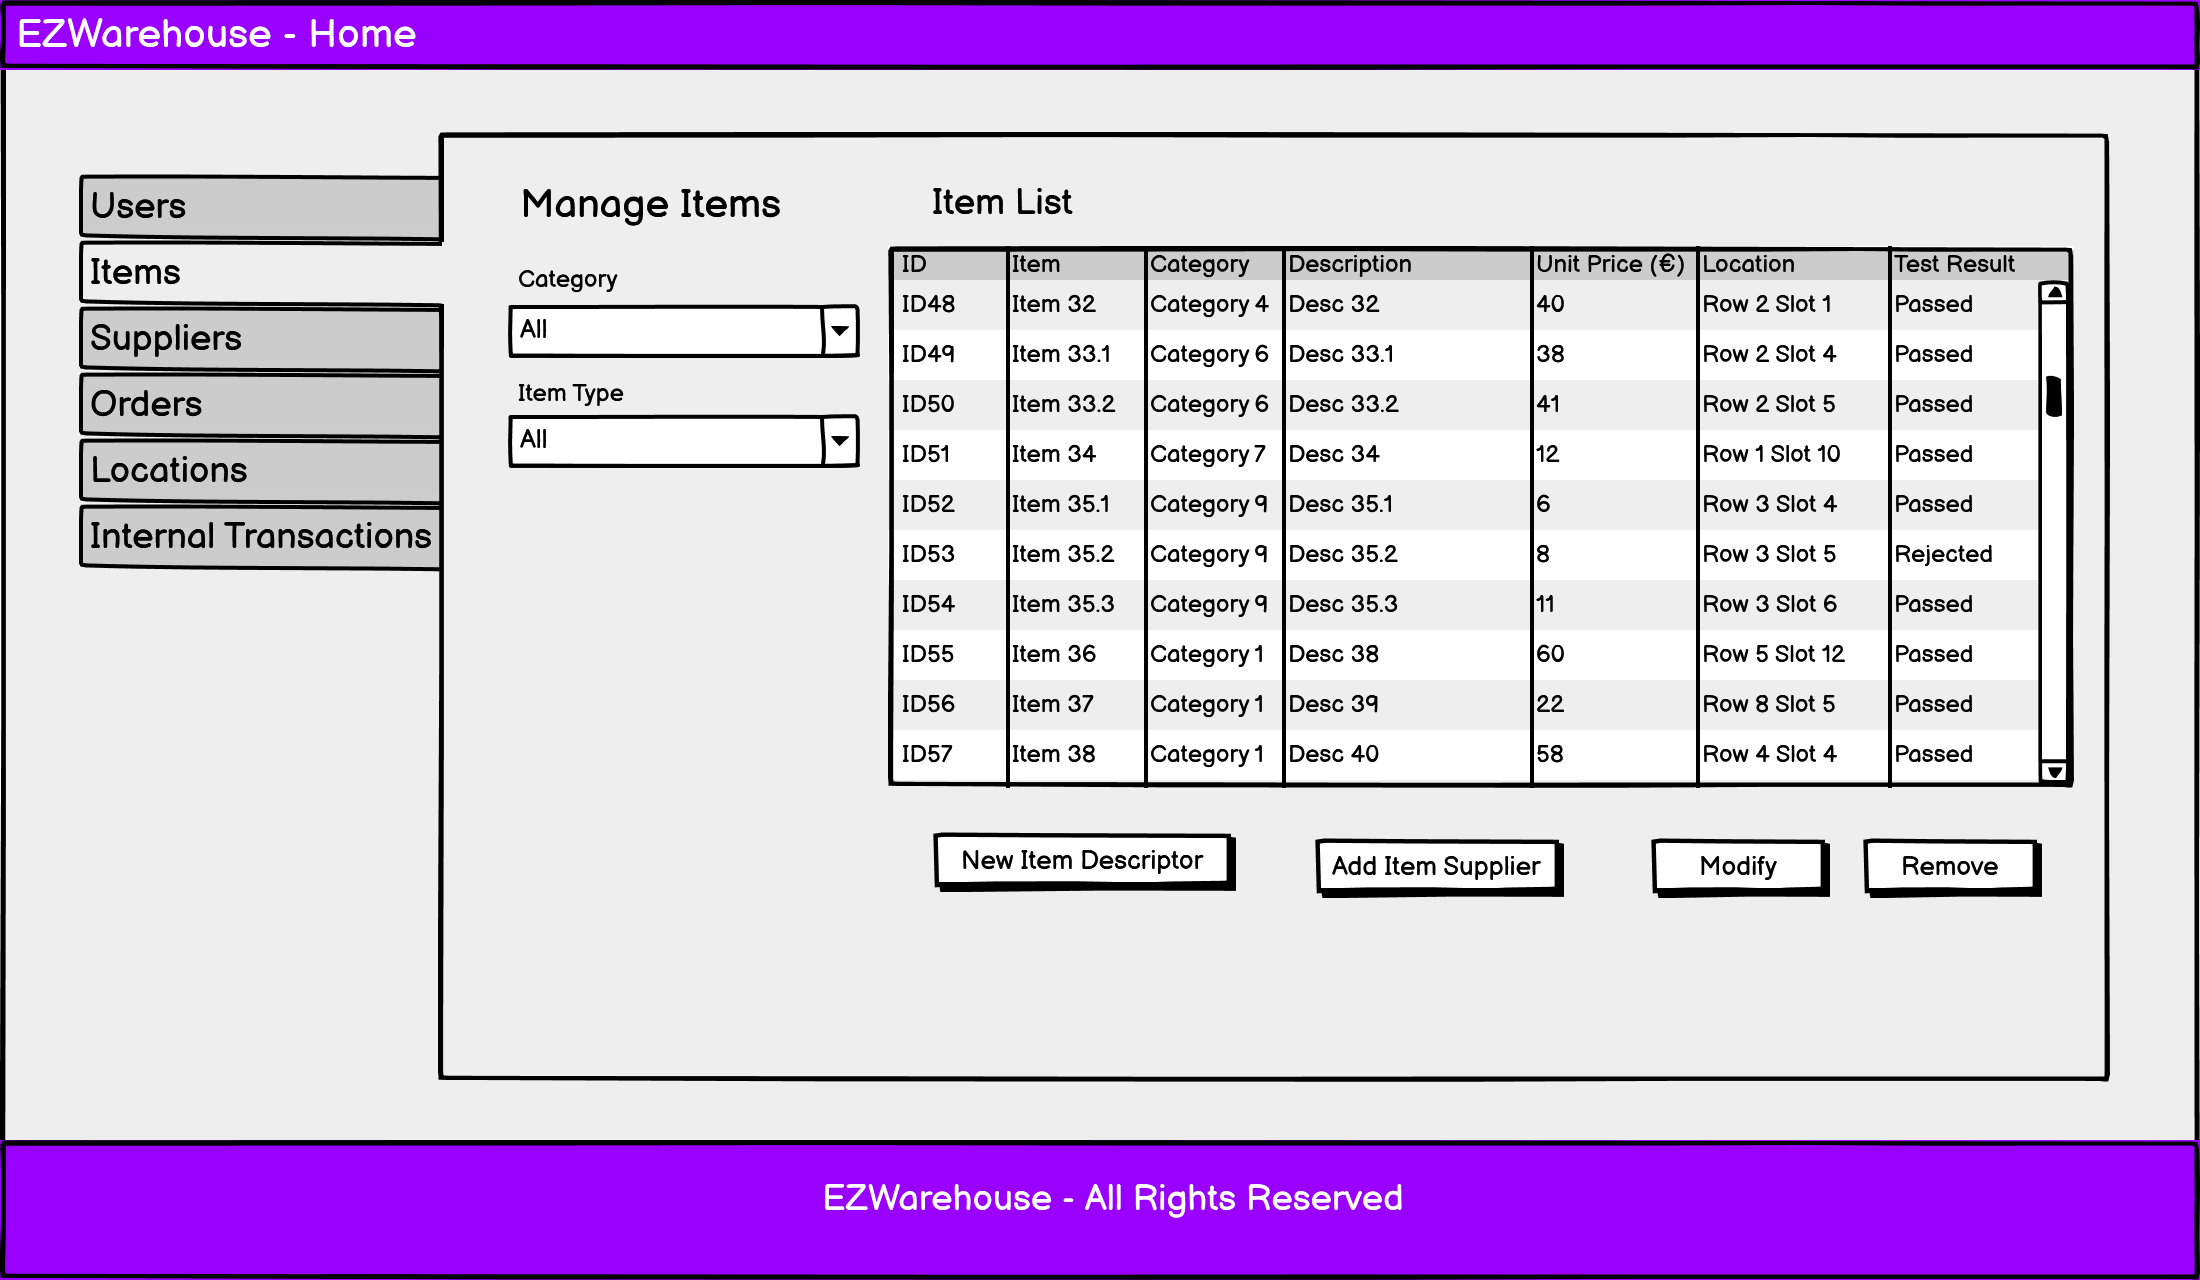 EZWarehouse - Home
Users
Items
Suppliers
Orders
Locations
Internal Transactions
Manage Items
Category
All
Item Type
All
Item List
ID Item Category Description Unit Price (€) Location Test Result
ID48 Item 32 Category 4 Desc 32 40 Row 2 Slot 1 Passed
ID49 Item 33.1 Category 6 Desc 33.1 38 Row 2 Slot 4 Passed
ID50 Item 33.2 Category 6 Desc 33.2 41 Row 2 Slot 5 Passed
ID51 Item 34 Category 7 Desc 34 12 Row 1 Slot 10 Passed
ID52 Item 35.1 Category 9 Desc 35.1 6 Row 3 Slot 4 Passed
ID53 Item 35.2 Category 9 Desc 35.2 8 Row 3 Slot 5 Rejected
ID54 Item 35.3 Category 9 Desc 35.3 11 Row 3 Slot 6 Passed
ID55 Item 36 Category 1 Desc 38 60 Row 5 Slot 12 Passed
ID56 Item 37 Category 1 Desc 39 22 Row 8 Slot 5 Passed
ID57 Item 38 Category 1 Desc 40 58 Row 4 Slot 4 Passed
New Item Descriptor
Add Item Supplier
Modify
Remove
EZWarehouse - All Rights Reserved